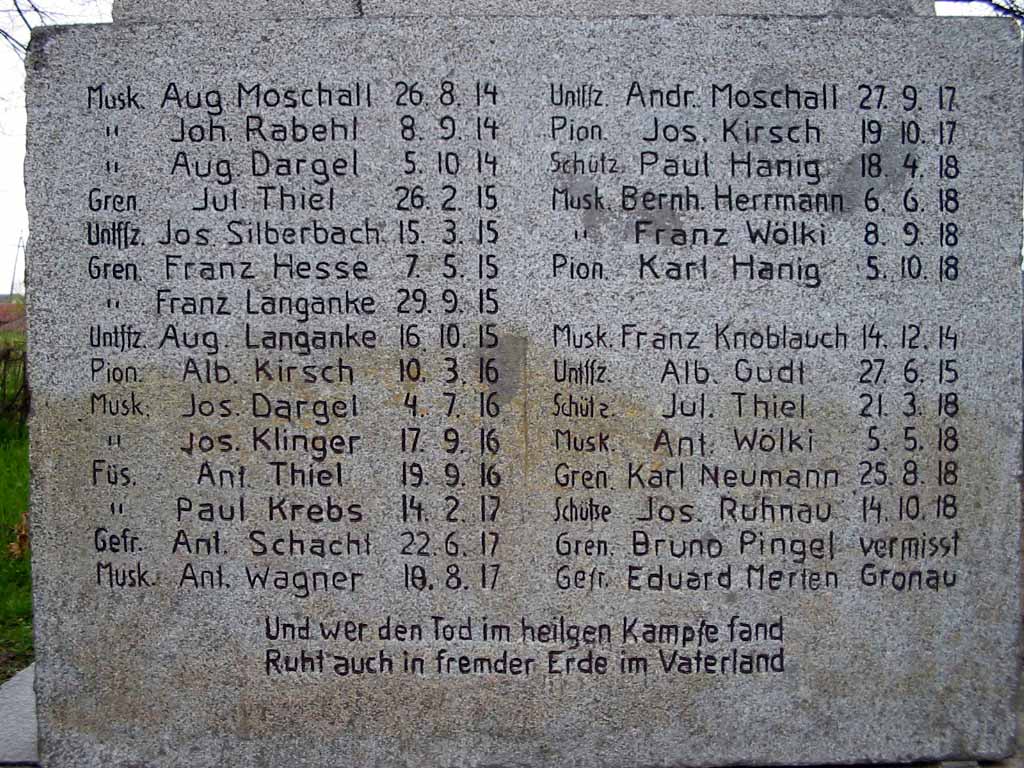 Musk. Aug. Moschall 26. 8. 14
" Joh. Rabehl 8. 9. 14
" Aug. Dargel 5. 10 14
Gren. Jul. Thiel 26. 2. 15
Untffz. Jos. Silberbach. 15. 3. 15
Gren. Franz Hesse 7. 5. 15
" Franz Langanke 29. 9. 15
Untffz. Aug. Langanke 16. 10. 15
Pion. Alb. Kirsch 10. 3. 16
Musk. Jos. Dargel 4. 7. 16
" Jos. Klinger 17. 9. 16
Füs. Ant. Thiel 19. 9. 16
" Paul Krebs 14. 2. 17
Gefr. Ant. Schacht 22. 6. 17
Musk. Ant. Wagner 10. 8. 17
Untffz. Andr. Moschall 27. 9. 17
Pion. Jos. Kirsch 19 10. 17
Schütz. Paul Hanig 18. 4. 18
Musk. Bernh. Herrmann 6. 6. 18
" Franz Wölki 8. 9. 18
Pion. Karl Hanig 5. 10. 18
Musk. Franz Knoblauch 14. 12. 14
Untffz. Alb. Gudt 27. 6. 15
Schütz. Jul. Thiel 21. 3. 18
Musk. Ant. Wölki 5. 5. 18
Gren. Karl Neumann 25. 8. 18
Schütze Jos. Ruhnau 14. 10. 18
Gren. Bruno Pingel vermisst
Gefr. Eduard Merten Gronau
Und wer den Tod im heilgen Kampfe fand
Ruht auch in fremder Erde im Vaterland